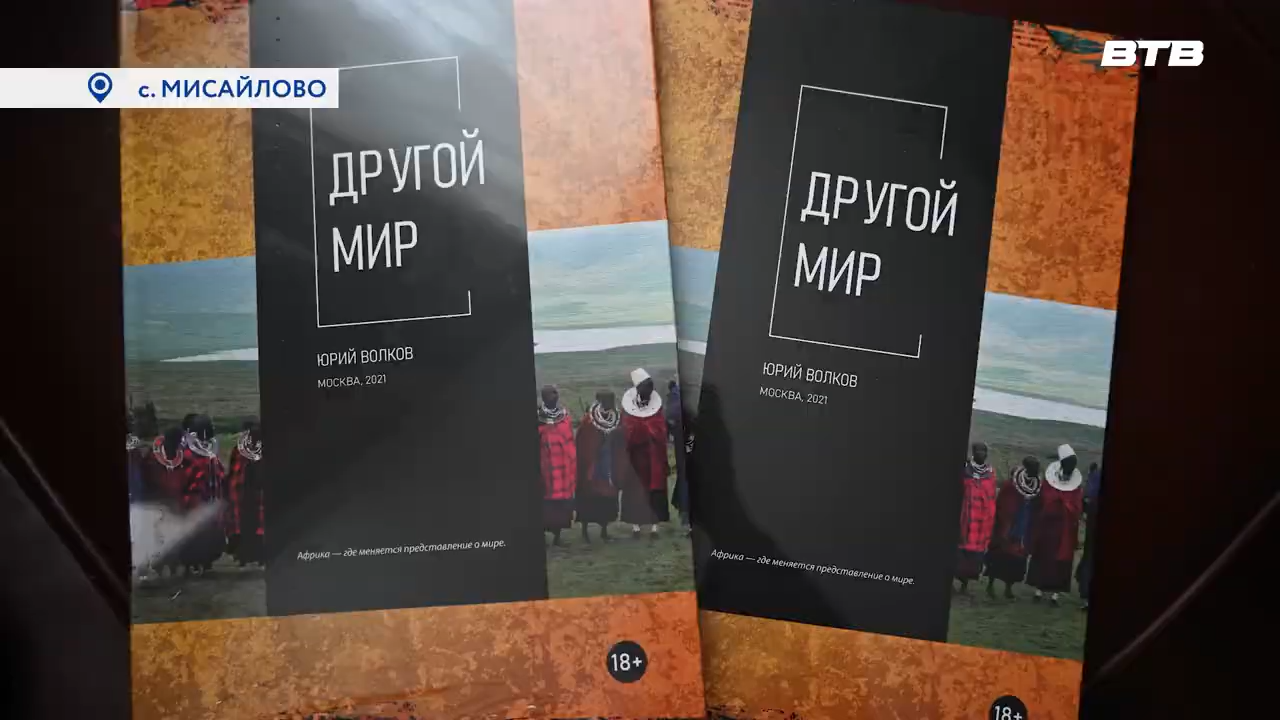 с. МИСАЙЛОВО
ВТВ
ДРУГОЙ
МИР
ЮРИЙ ВОЛКОВ
МОСКВА, 2021
Африка — где меняется представление о мире.
18+
ДРУГОЙ
МИР
ЮРИЙ ВОЛКОВ
МОСКВА, 2021
Африка — где меняется представление о мире.
18+